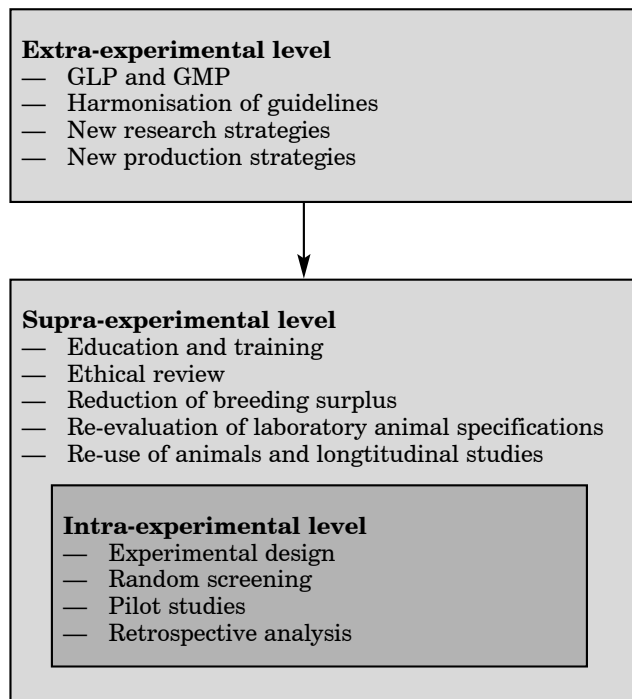 Extra-experimental level
— GLP and GMP
— Harmonisation of guidelines
— New research strategies
— New production strategies
Supra-experimental level
— Education and training
— Ethical review
— Reduction of breeding surplus
— Re-evaluation of laboratory animal specifications
— Re-use of animals and longtitudinal studies
Intra-experimental level
— Experimental design
— Random screening
— Pilot studies
— Retrospective analysis